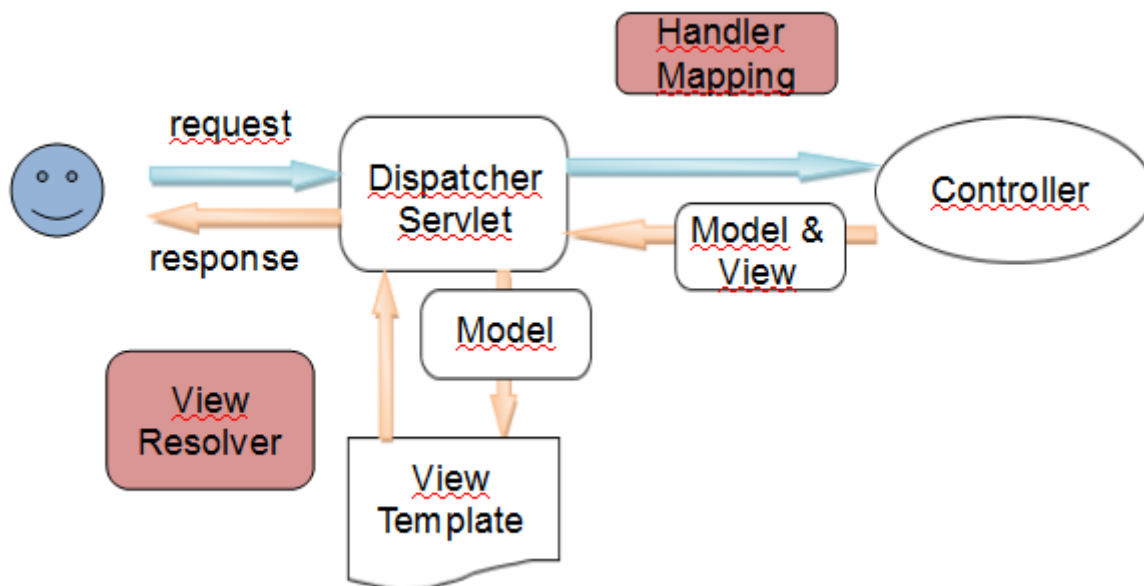 Handler
Mapping
request
Dispatcher
Servlet
Controller
response
Model &
View
Model
View
Resolver
View
Template